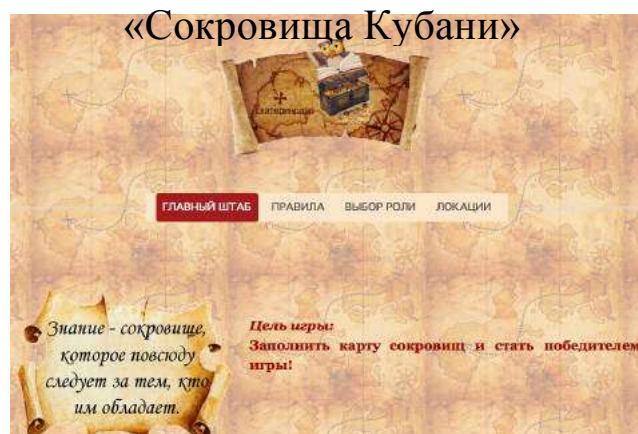 «Сокровища Кубани»
ГЛАВНЫЙ ШТАБ ПРАВИЛА ВЫБОР РОЛИ ЛОКАЦИИ
Знание - сокровище,
которое повсюду
следует за тем, кто
им обладает.
Цель игры:
Заполнить карту сокровищ и стать победителем
игры!